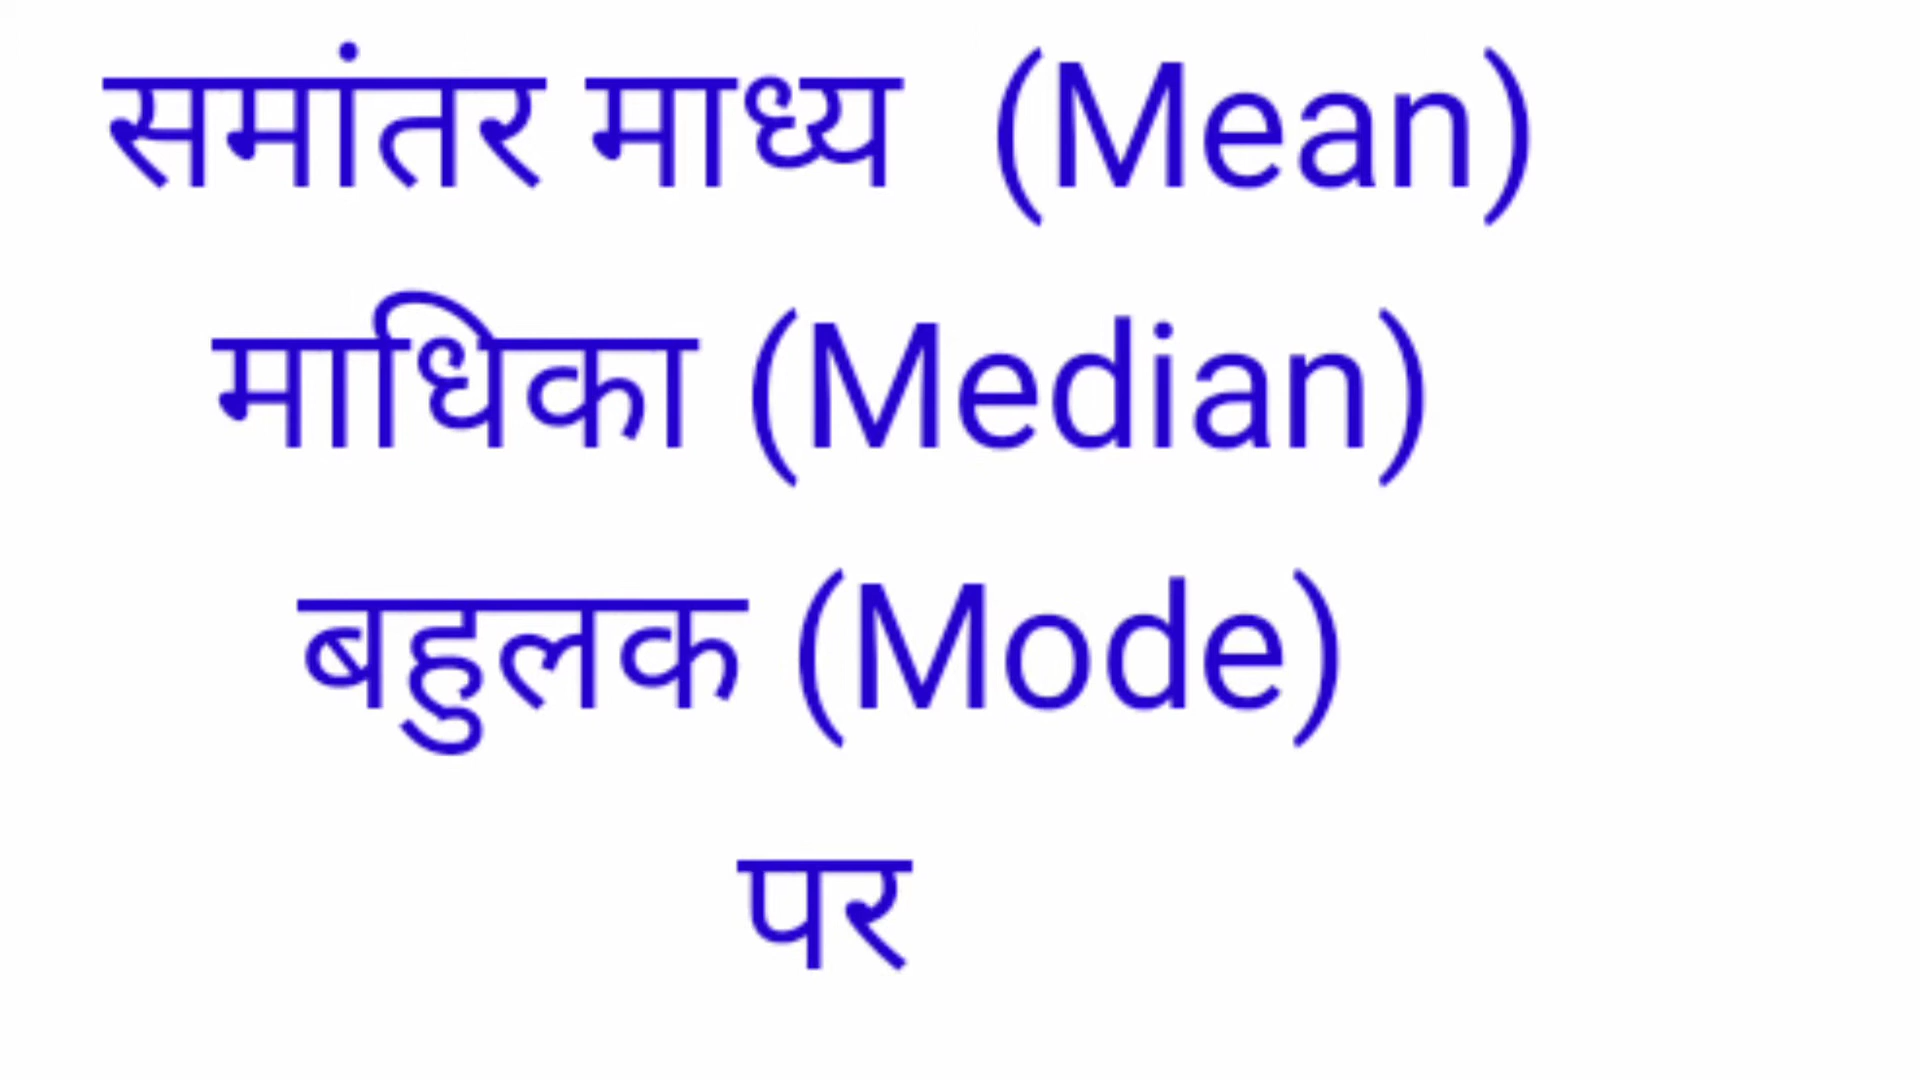 समांतर माध्य (Mean)
माधिका (Median)
बहुलक (Mode)
पर